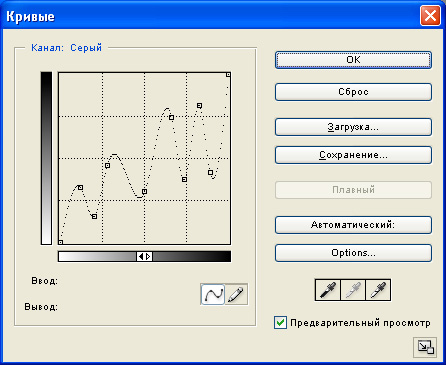 Кривые
Канал: Серый
OK
Сброс
Загрузка...
Сохранение...
Плавный
Автоматический:
Options...
Ввод:
Вывод:
Предварительный просмотр